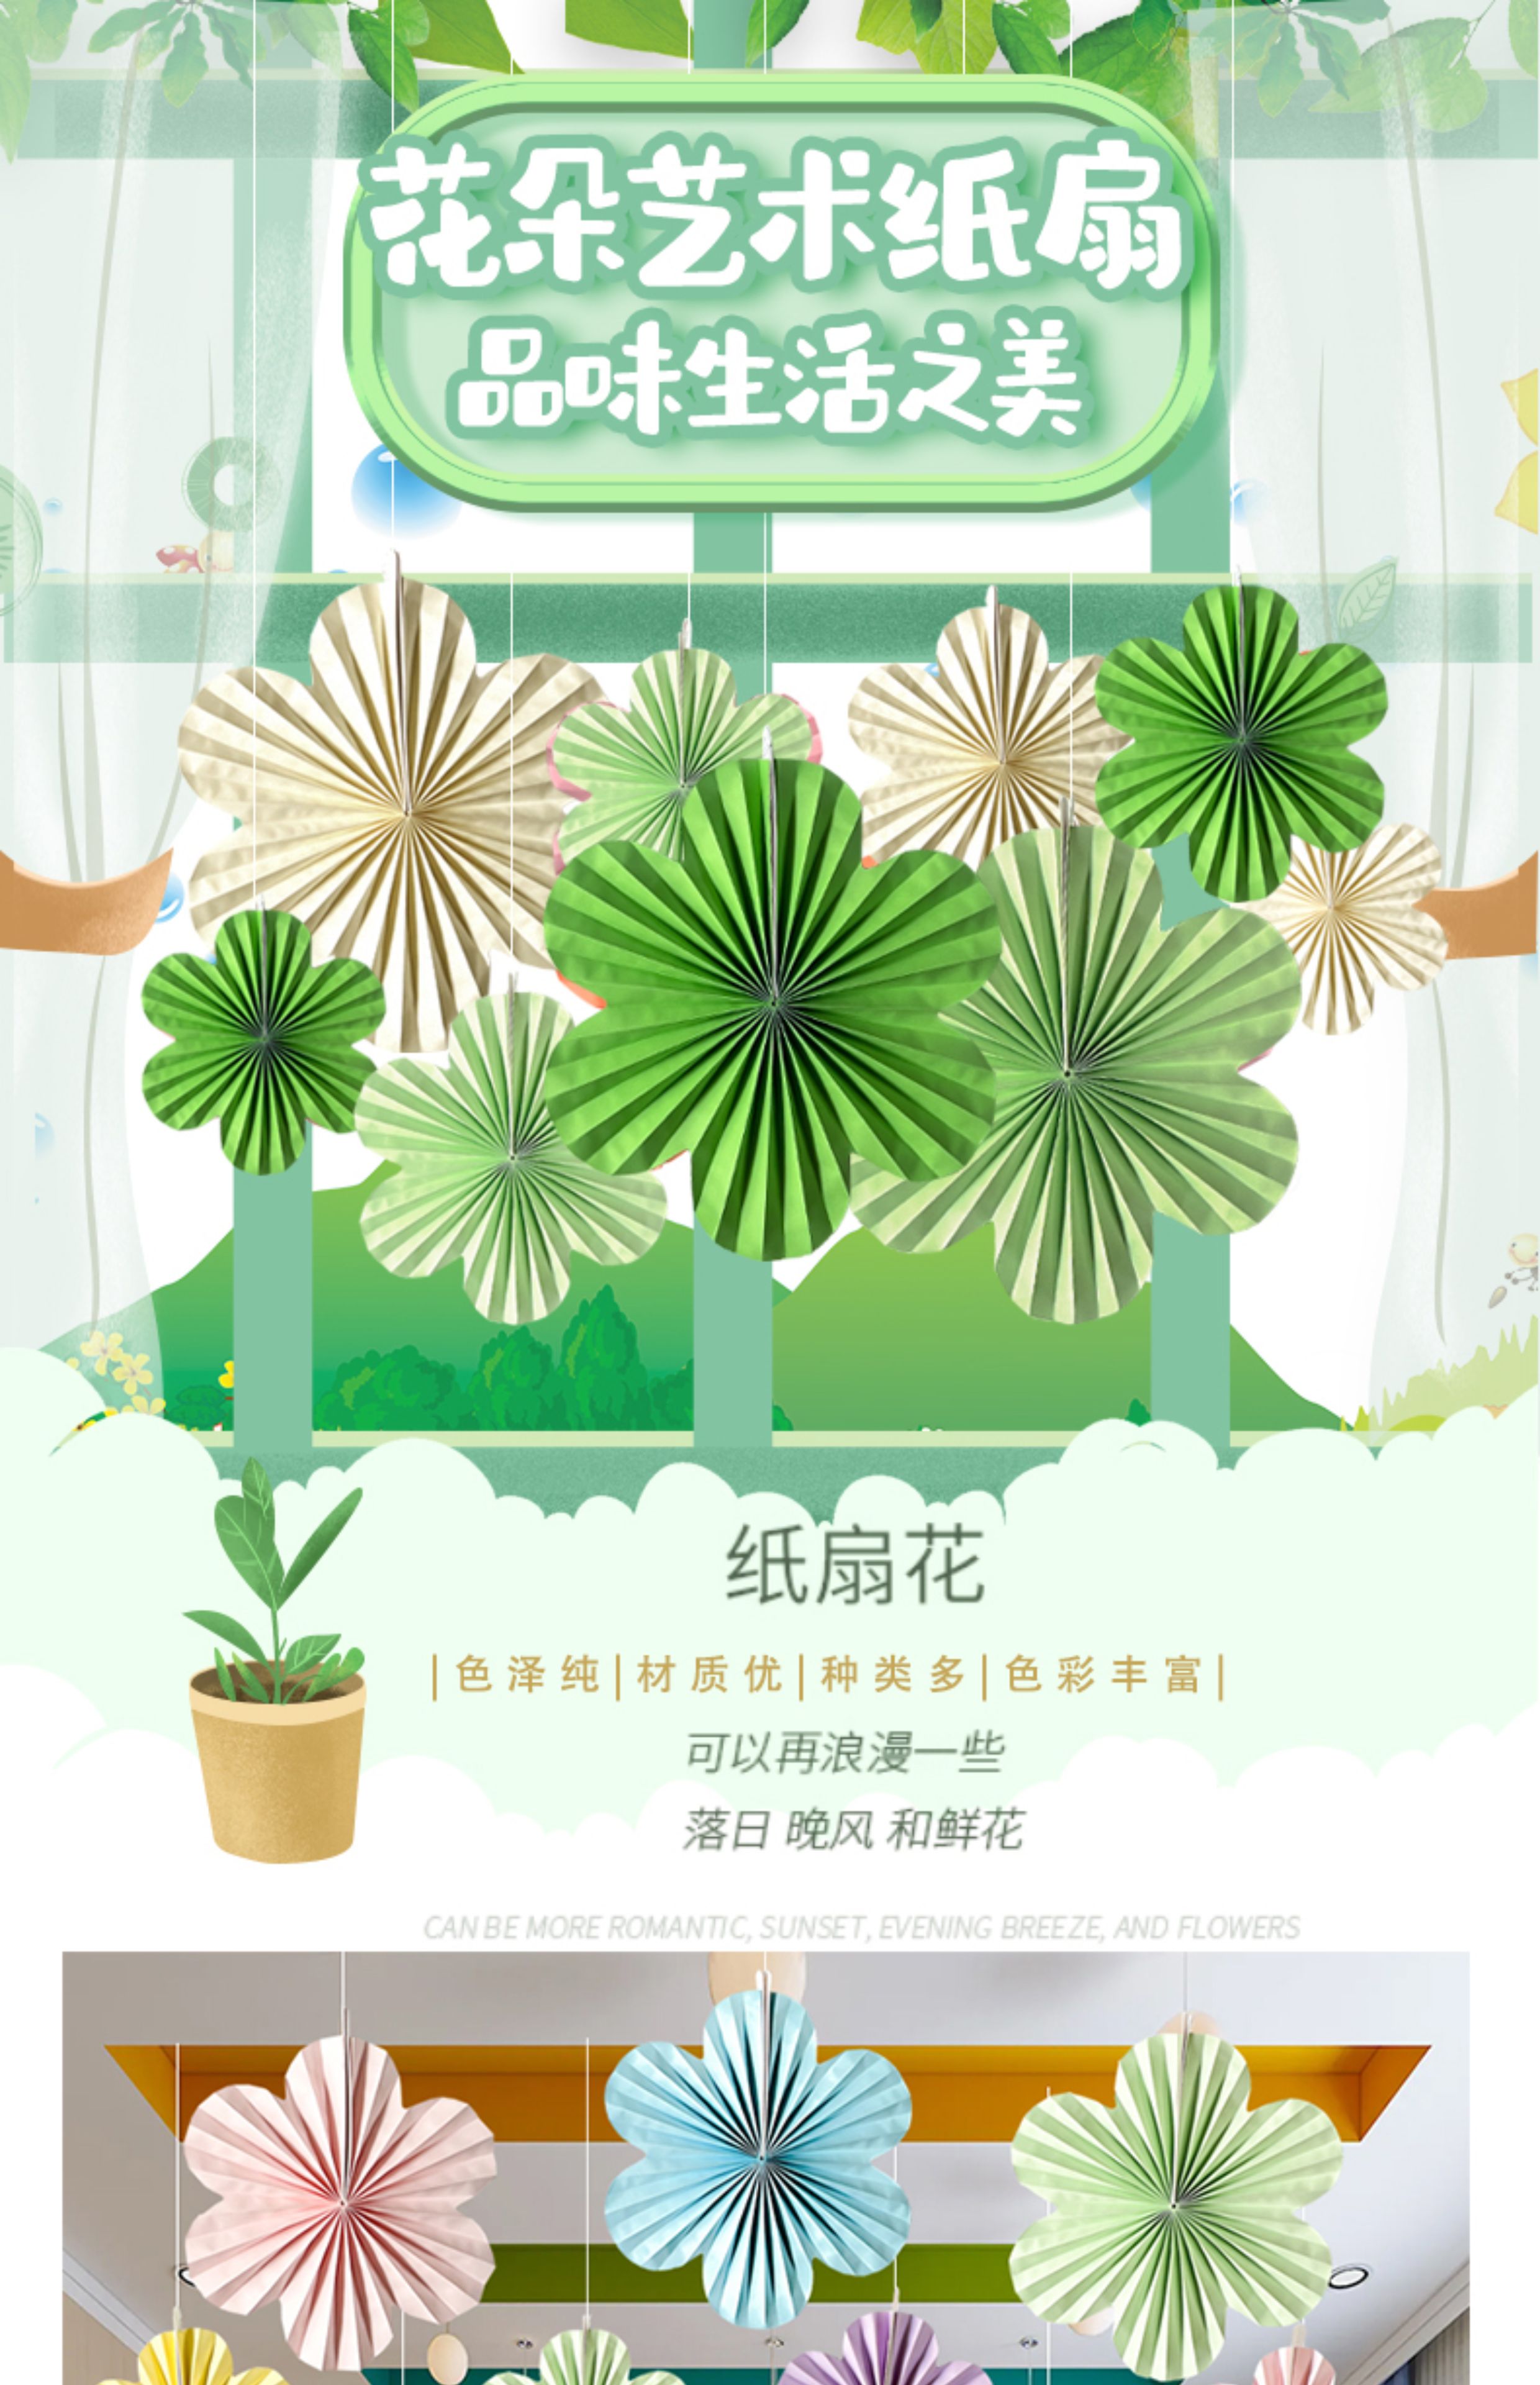 花朵艺术纸扇
品味生活之美
纸扇花
|色泽纯|材质优|种类多|色彩丰富|
可以再浪漫一些
落日 晚风 和鲜花
CAN BE MORE ROMANTIC, SUNSET, EVENING BREEZE, AND FLOWERS